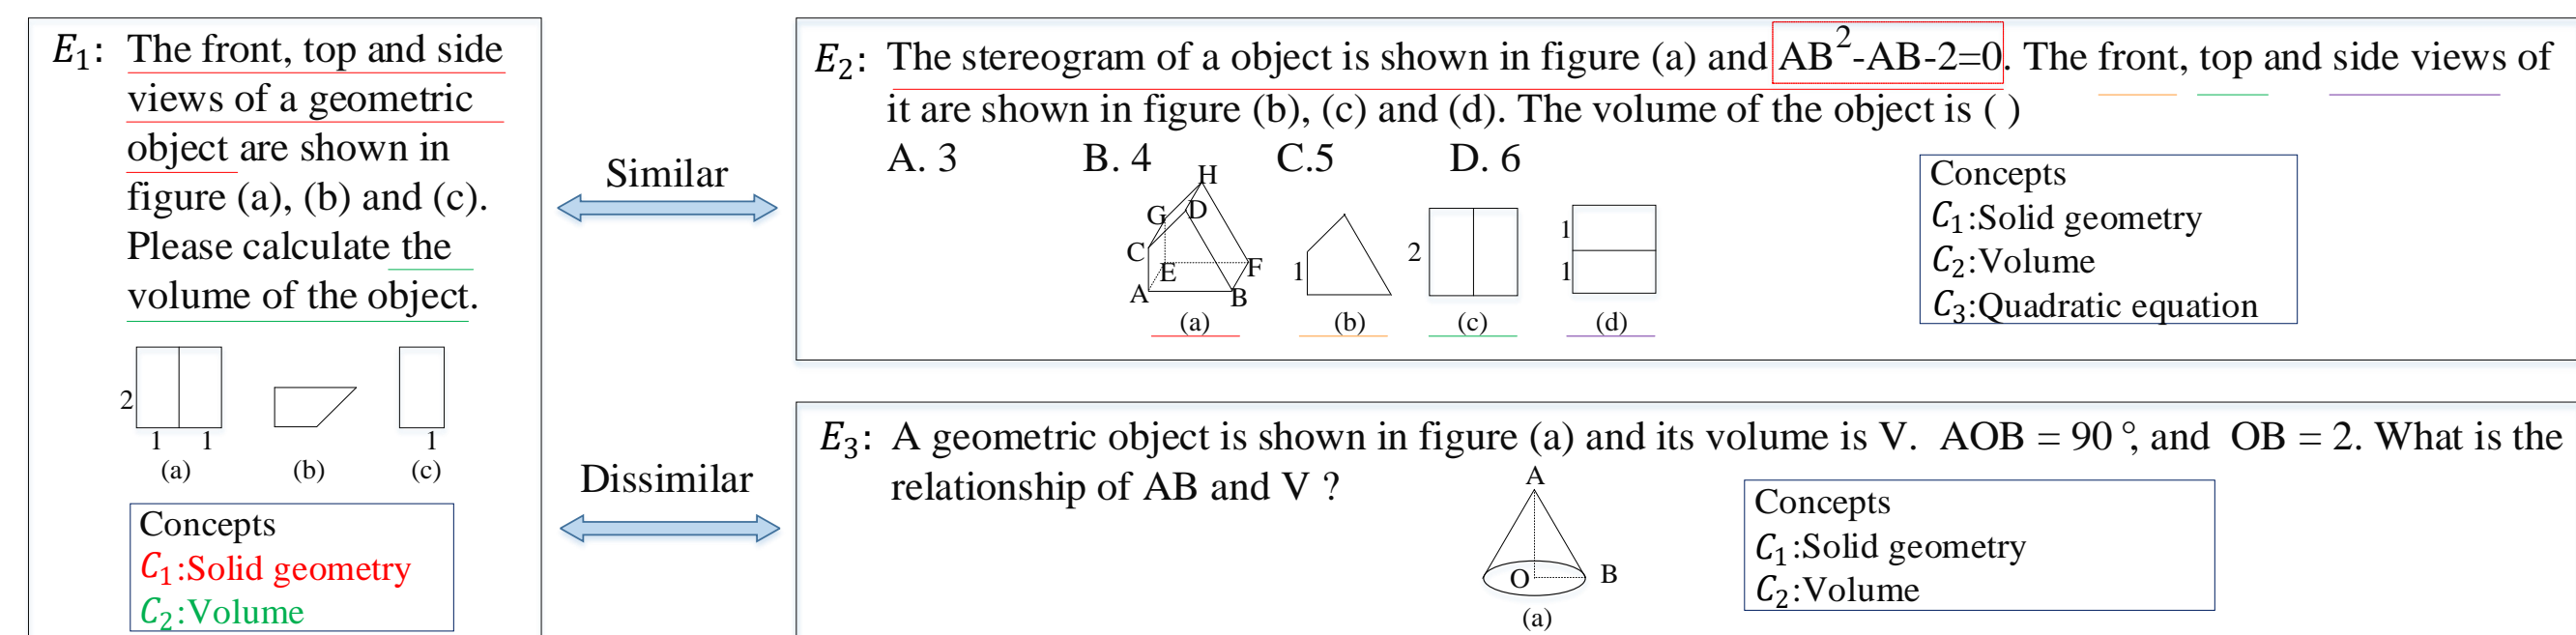 E₁: The front, top and side
views of a geometric
object are shown in
figure (a), (b) and (c).
Please calculate the
volume of the object.
2
1 1
1
(a) (b) (c)
Concepts
C₁:Solid geometry
C₂:Volume
Similar
Dissimilar
E₂: The stereogram of a object is shown in figure (a) and AB²-AB-2=0. The front, top and side views of
it are shown in figure (b), (c) and (d). The volume of the object is ( )
A. 3 B. 4 C.5 D. 6
H
G D
C
E F
A B
1
2
1
1
(a) (b) (c) (d)
Concepts
C₁:Solid geometry
C₂:Volume
C₃:Quadratic equation
E₃: A geometric object is shown in figure (a) and its volume is V. AOB = 90°, and OB = 2. What is the
relationship of AB and V ?
A
O B
(a)
Concepts
C₁:Solid geometry
C₂:Volume